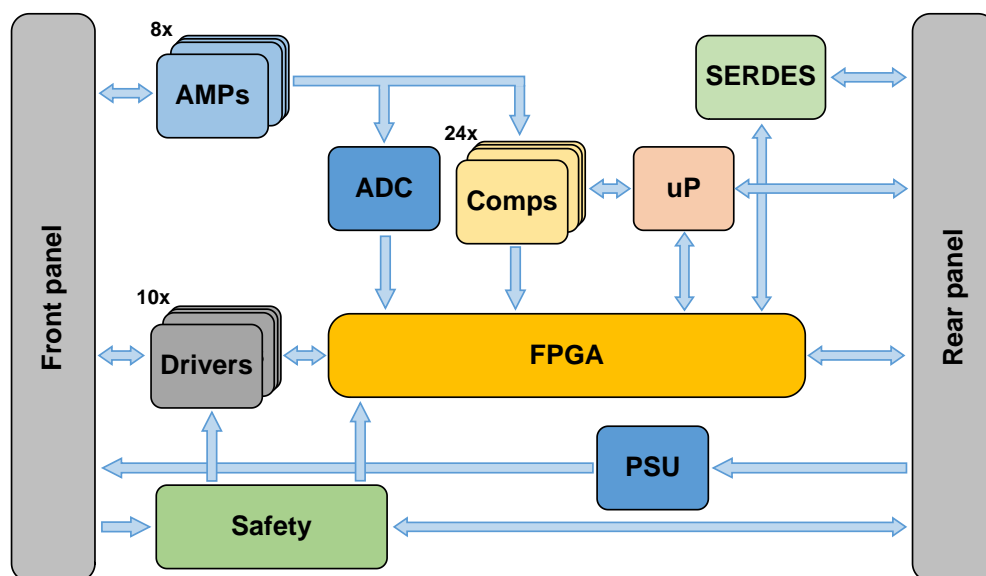 Front panel
8x
AMPs
SERDES
24x
ADC
Comps
uP
10x
Drivers
FPGA
PSU
Safety
Rear panel